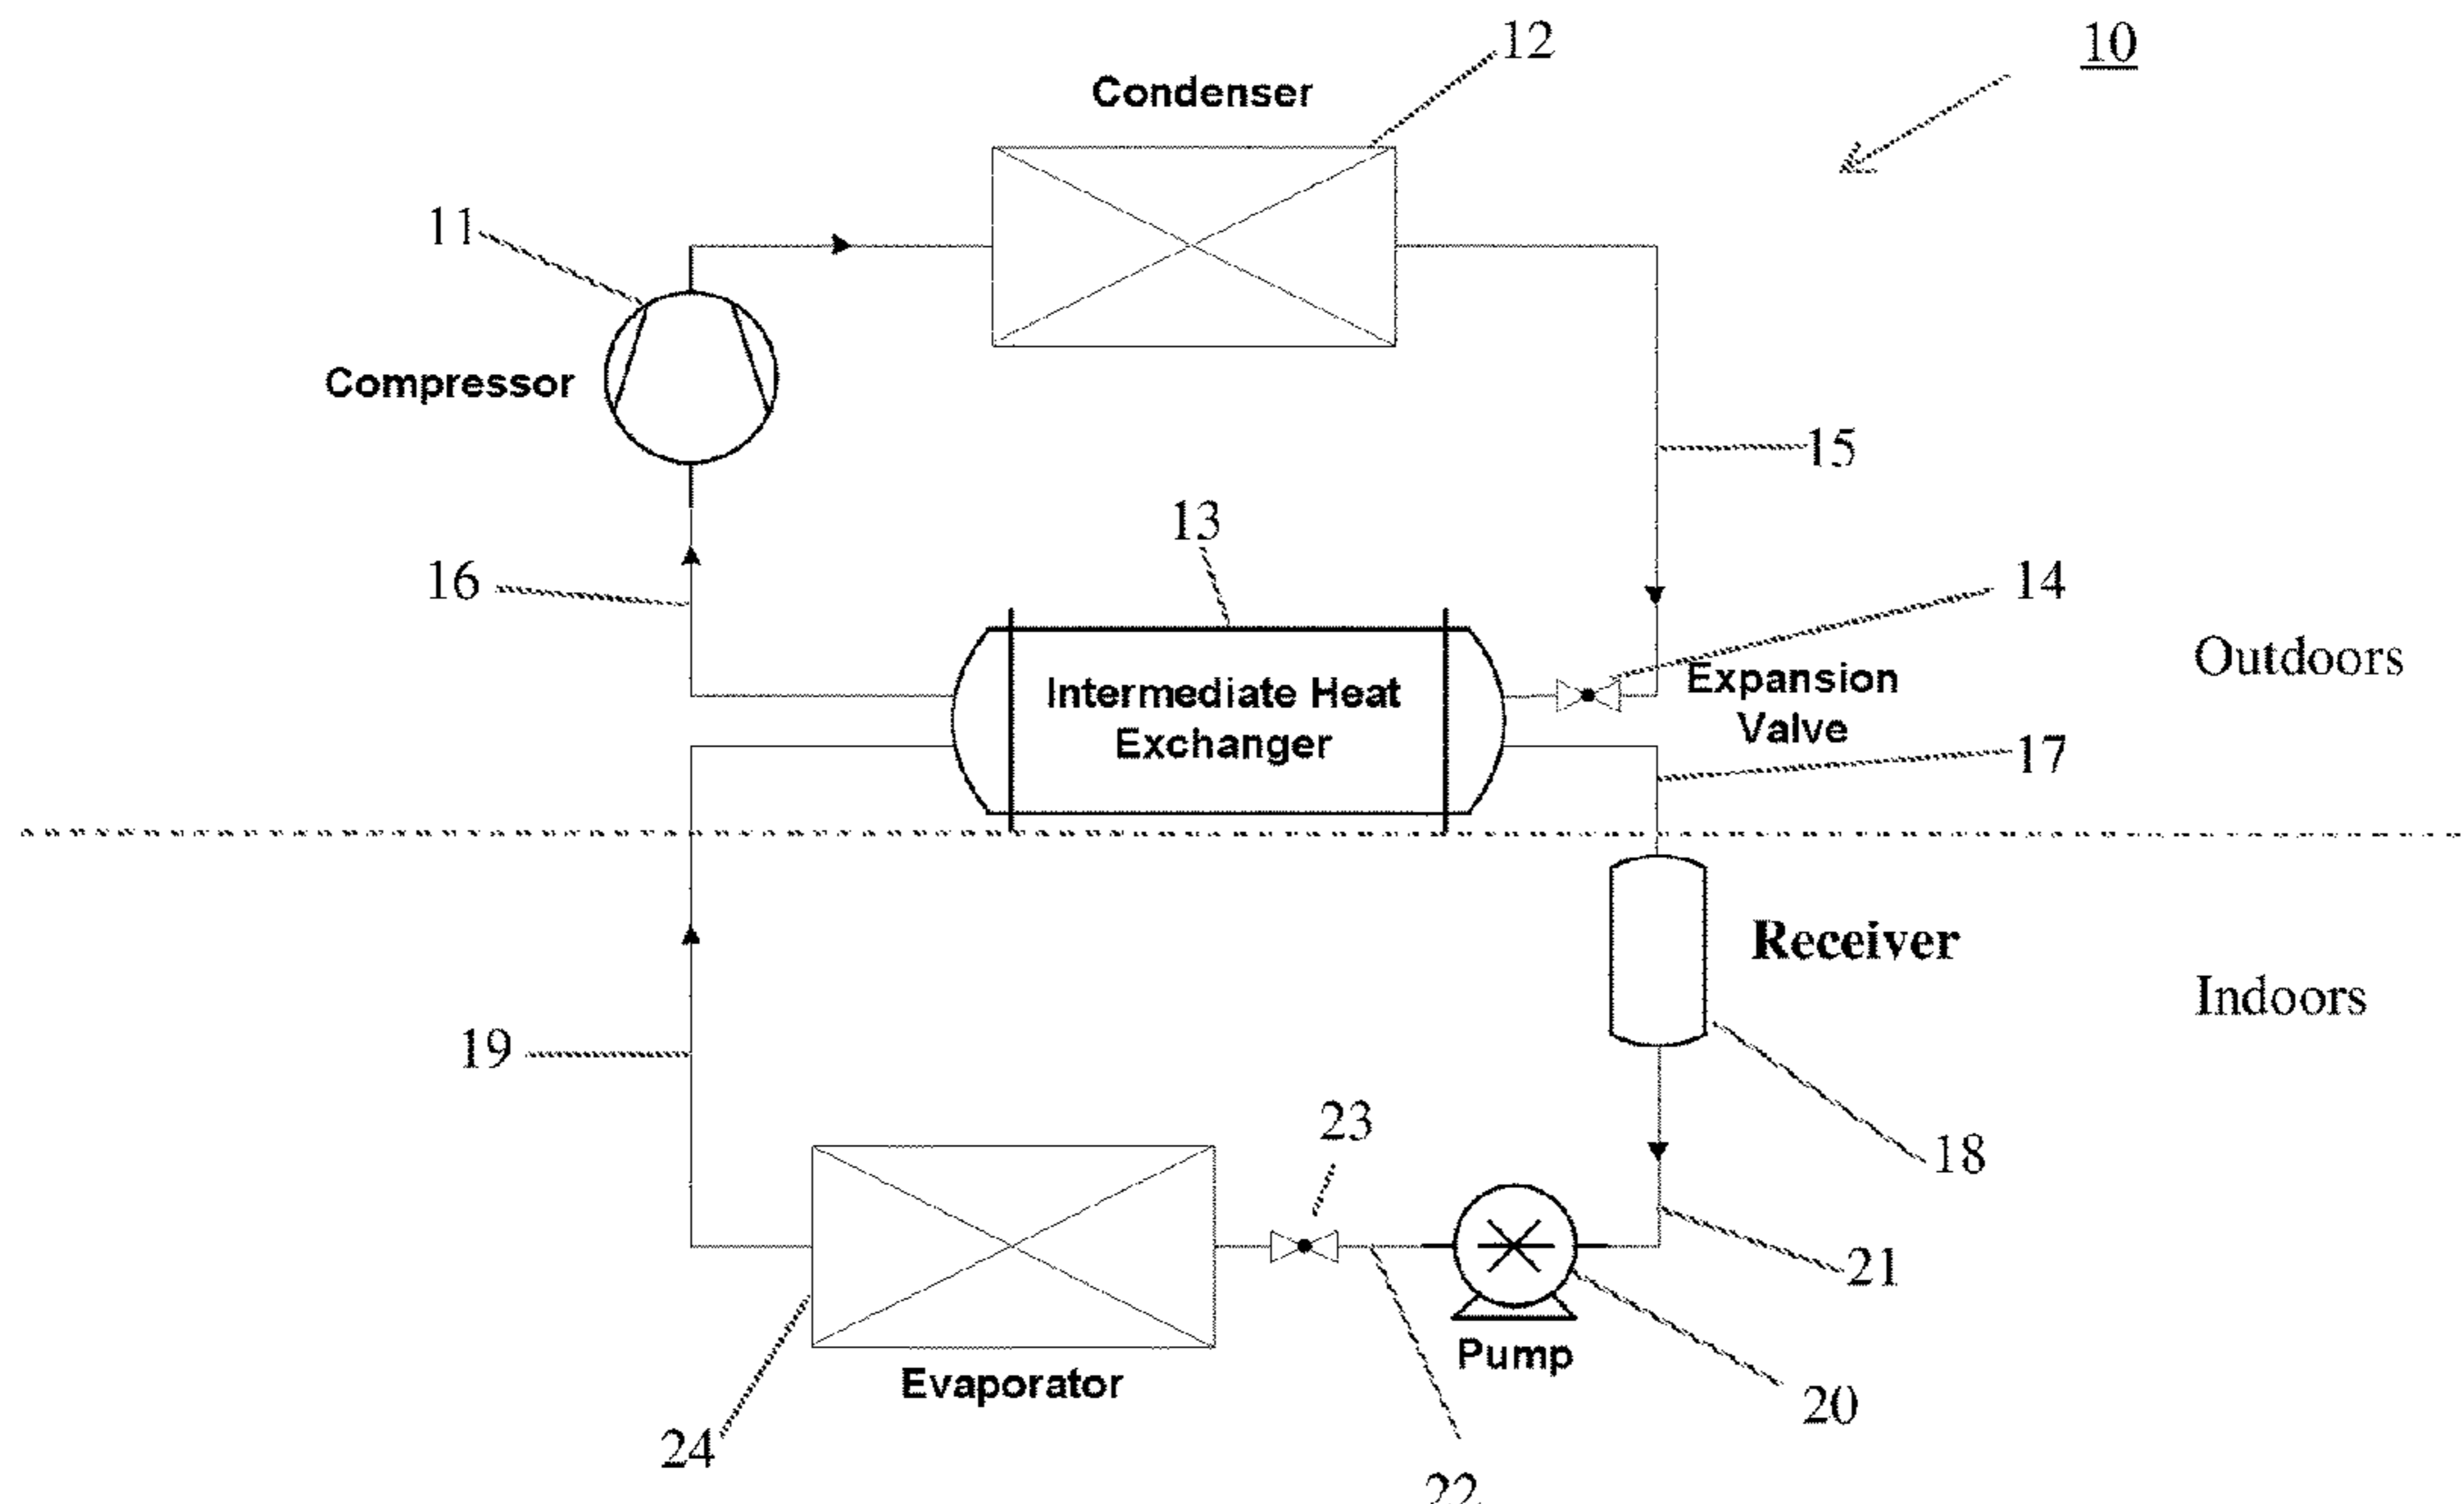 12
10
Condenser
11
Compressor
15
13
16
14
Outdoors
Intermediate Heat
Exchanger
Expansion
Valve
17
Receiver
Indoors
19
23
18
21
Pump
Evaporator
20
24
22